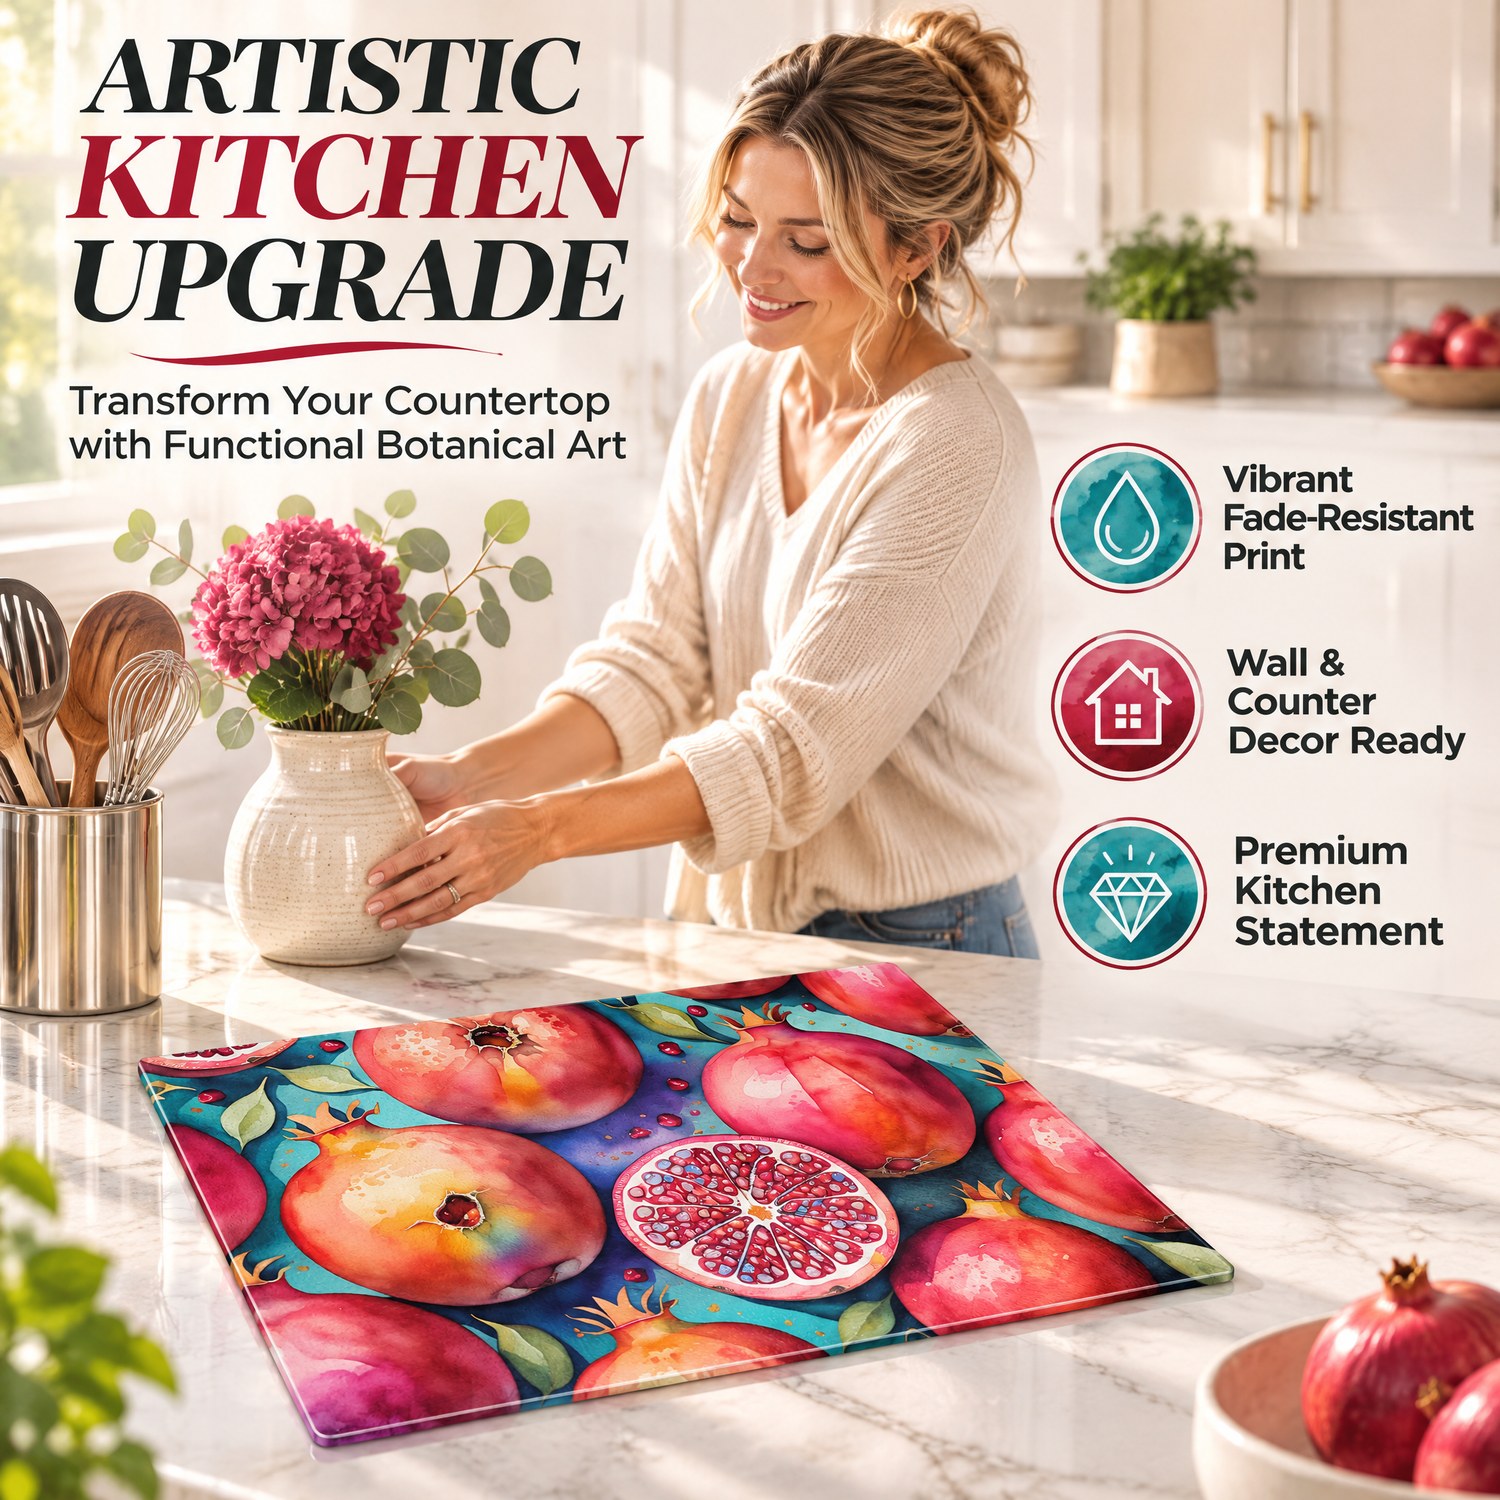 ARTISTIC
KITCHEN
UPGRADE
Transform Your Countertop
with Functional Botanical Art
Vibrant
Fade-Resistant
Print
Wall &
Counter
Decor Ready
Premium
Kitchen
Statement